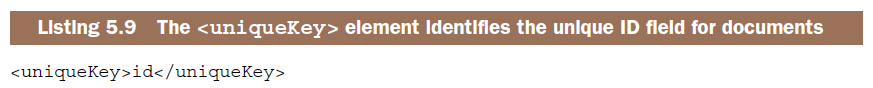 Listing 5.9 The <uniqueKey> element identifies the unique ID field for documents
<uniqueKey>id</uniqueKey>